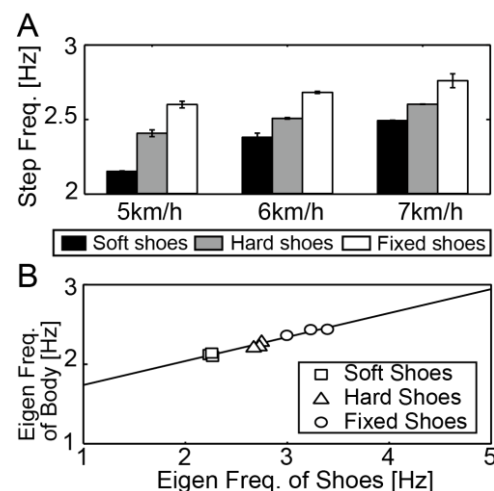 A
Step Freq. [Hz]
3
2.5
2
5km/h 6km/h 7km/h
Soft shoes Hard shoes Fixed shoes
B
Eigen Freq.
of Body [Hz]
3
2
1
Soft Shoes
Hard Shoes
Fixed Shoes
1 2 3 4 5
Eigen Freq. of Shoes [Hz]